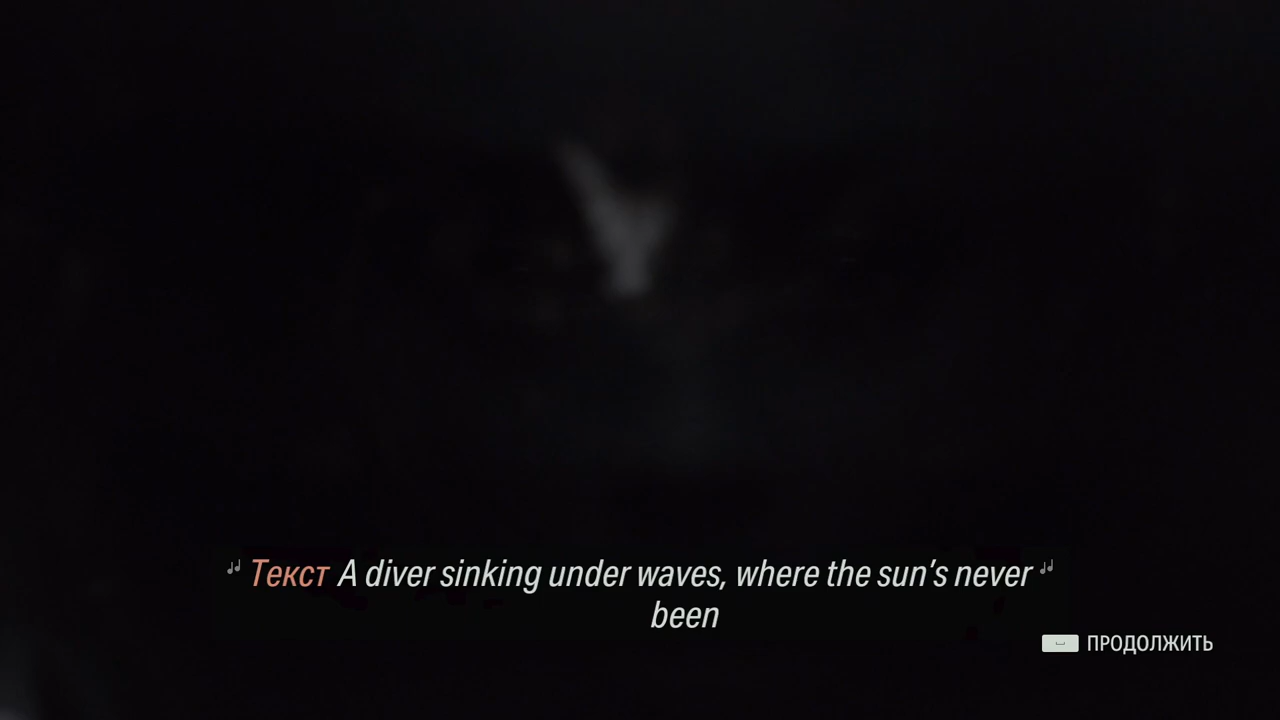 Текст A diver sinking under waves, where the sun's never
been
ПРОДОЛЖИТЬ